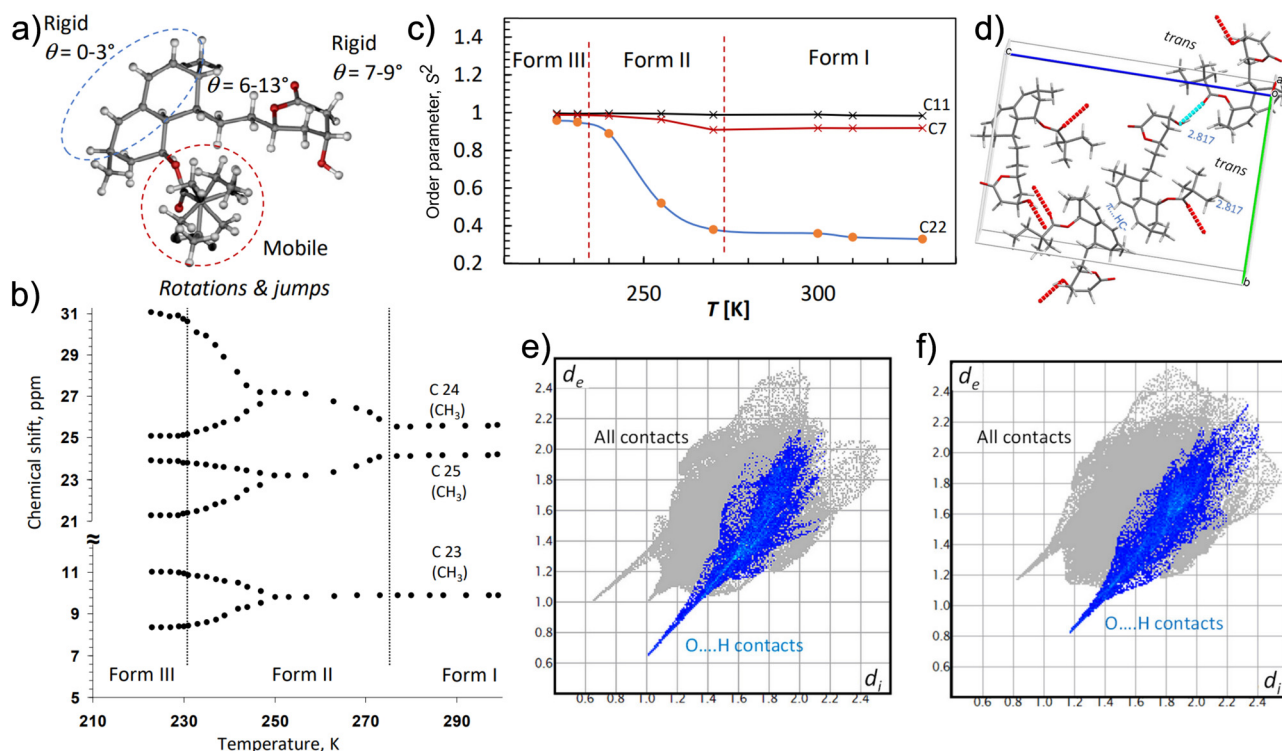 a)
Rigid
θ = 0-3°
θ = 6-13°
Rigid
θ = 7-9°
Mobile
Rotations & jumps
b)
Chemical shift, ppm
31
29
27
25
23
21
≈
11
9
7
5
C 24
(CH₃)
C 25
(CH₃)
C 23
(CH₃)
Form III
Form II
Form I
210
230
250
270
290
Temperature, K
c)
Order parameter, S²
1.4
1.2
1
0.8
0.6
0.4
0.2
Form III
Form II
Form I
C11
C7
C22
250
300
T [K]
d)
trans
c
a
o
2.817
trans
2.817
π...HC-
b
e)
dₑ
2.4
2.2
2.0
1.8
1.6
1.4
1.2
1.0
0.8
0.6
All contacts
O....H contacts
dᵢ
0.6 0.8 1.0 1.2 1.4 1.6 1.8 2.0 2.2 2.4
f)
dₑ
2.4
2.2
2.0
1.8
1.6
1.4
1.2
1.0
0.8
0.6
All contacts
O....H contacts
dᵢ
0.6 0.8 1.0 1.2 1.4 1.6 1.8 2.0 2.2 2.4